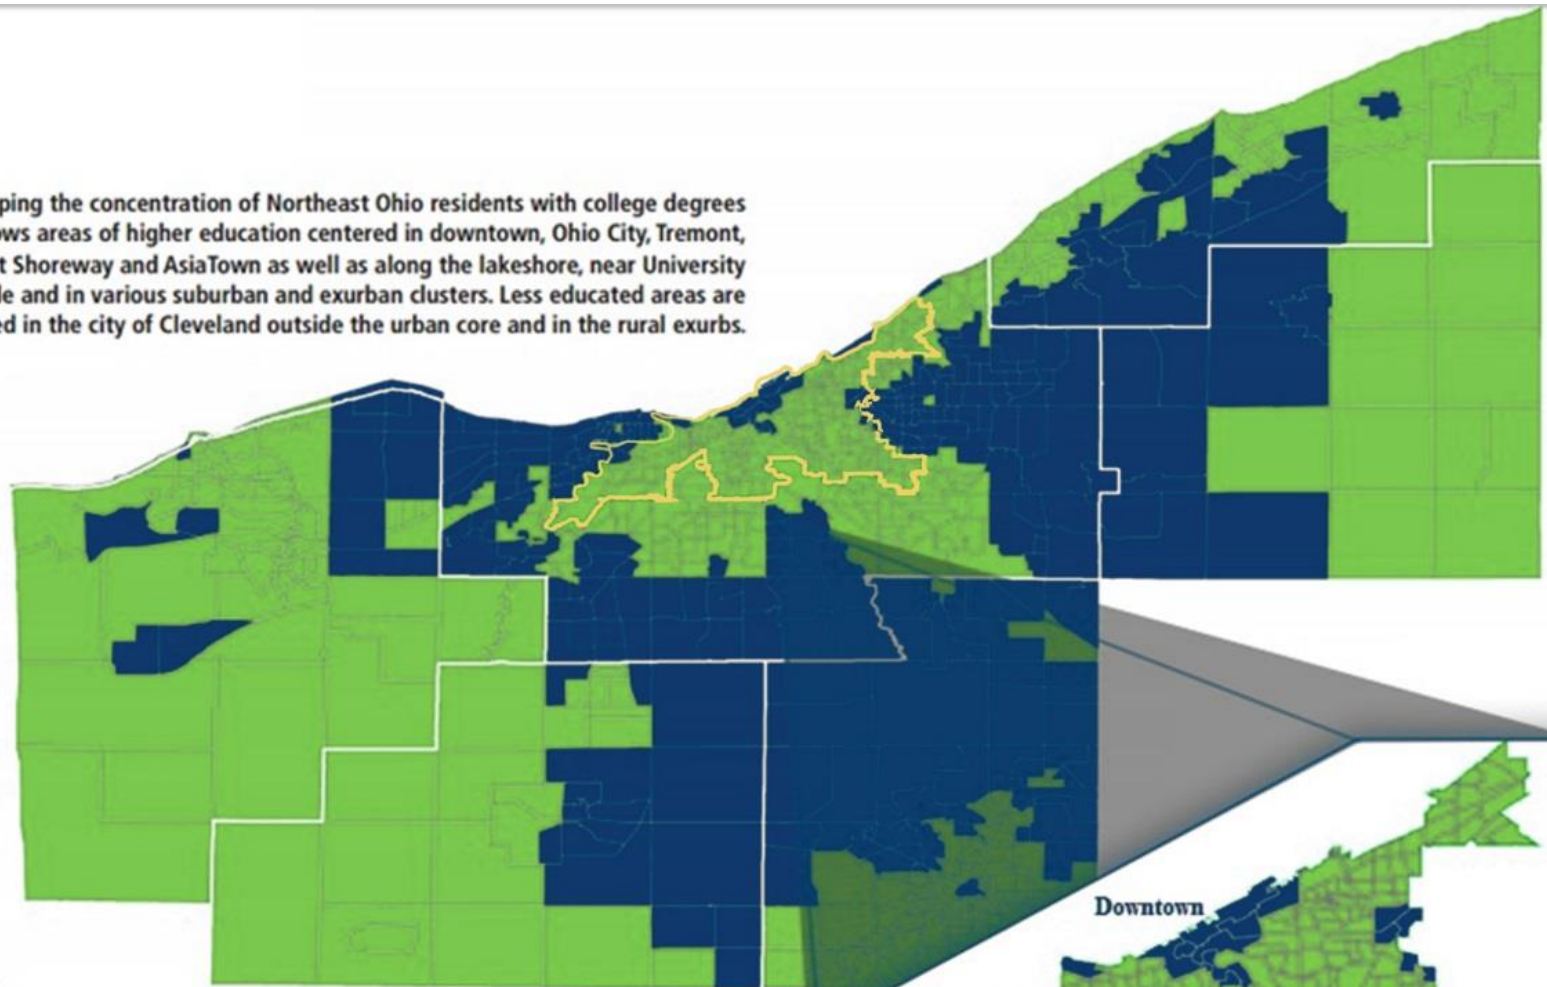 ping the concentration of Northeast Ohio residents with college degrees
ows areas of higher education centered in downtown, Ohio City, Tremont,
t Shoreway and AsiaTown as well as along the lakeshore, near University
le and in various suburban and exurban clusters. Less educated areas are
ed in the city of Cleveland outside the urban core and in the rural exurbs.
Downtown